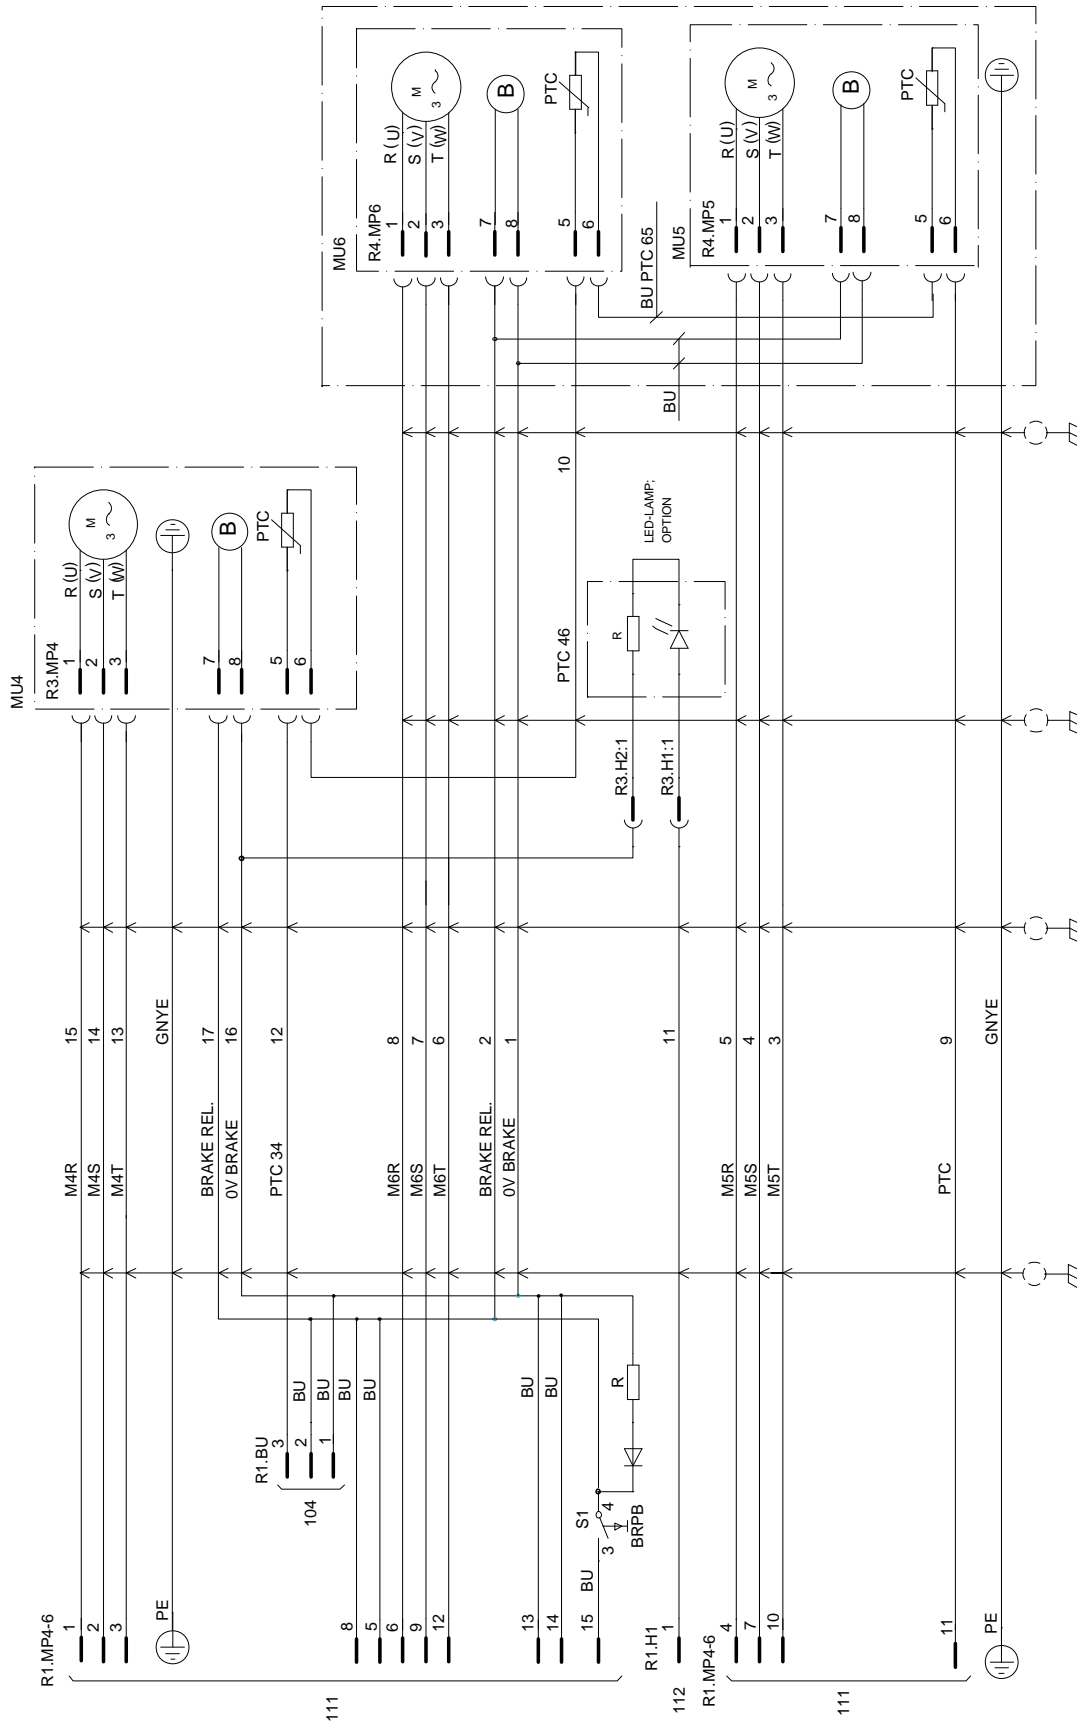 MU4
R1.MP4-6
R3.MP4
1 M4R 15 1 R (U)
2 M4S 14 2 S (V)
3 M4T 13 3 T (W)
M
3
PE GNYE
BRAKE REL. 17 7
0V BRAKE 16 8 B
R1.BU
3 PTC 34 12 5 PTC
2 BU 6
1 BU
104
BU
BU
111
MU6
R4.MP6
8
5
6 M6R 8 1 R (U)
9 M6S 7 2 S (V)
12 M6T 6 3 T (W)
M
3
BRAKE REL. 2 7
0V BRAKE 1 8 B
13 BU
14 BU
PTC 46 10 5 PTC
6
15 BU 3 S1 4
BRPB
R
R3.H2:1 R
LED-LAMP;
OPTION
BU PTC 65
BU
R1.H1
1 11 R3.H1:1
112
MU5
R1.MP4-6
R4.MP5
4 M5R 5 1 R (U)
7 M5S 4 2 S (V)
10 M5T 3 3 T (W)
M
3
7
8 B
111
5 PTC
11 PTC 9 6
PE GNYE